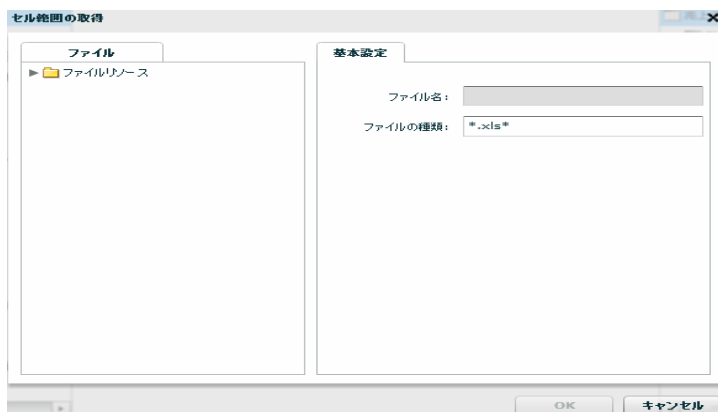 セル範囲の取得
ファイル
基本設定
ファイルリソース
ファイル名:
ファイルの種類:
*.xls*
OK
キャンセル